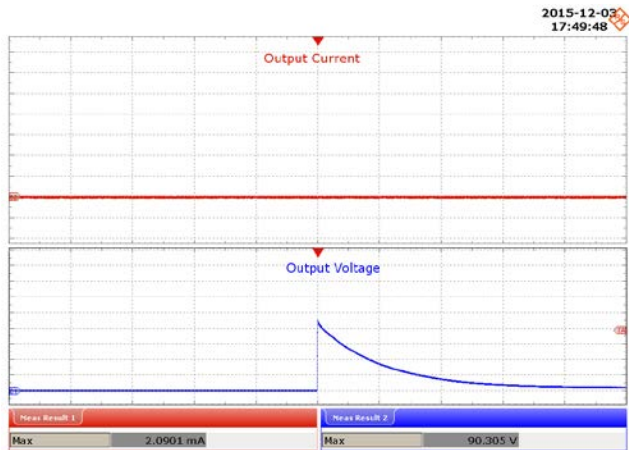 2015-12-03
17:49:48
Output Current
Output Voltage
Meas Result 1
Meas Result 2
Max 2.0901 mA
Max 90.305 V